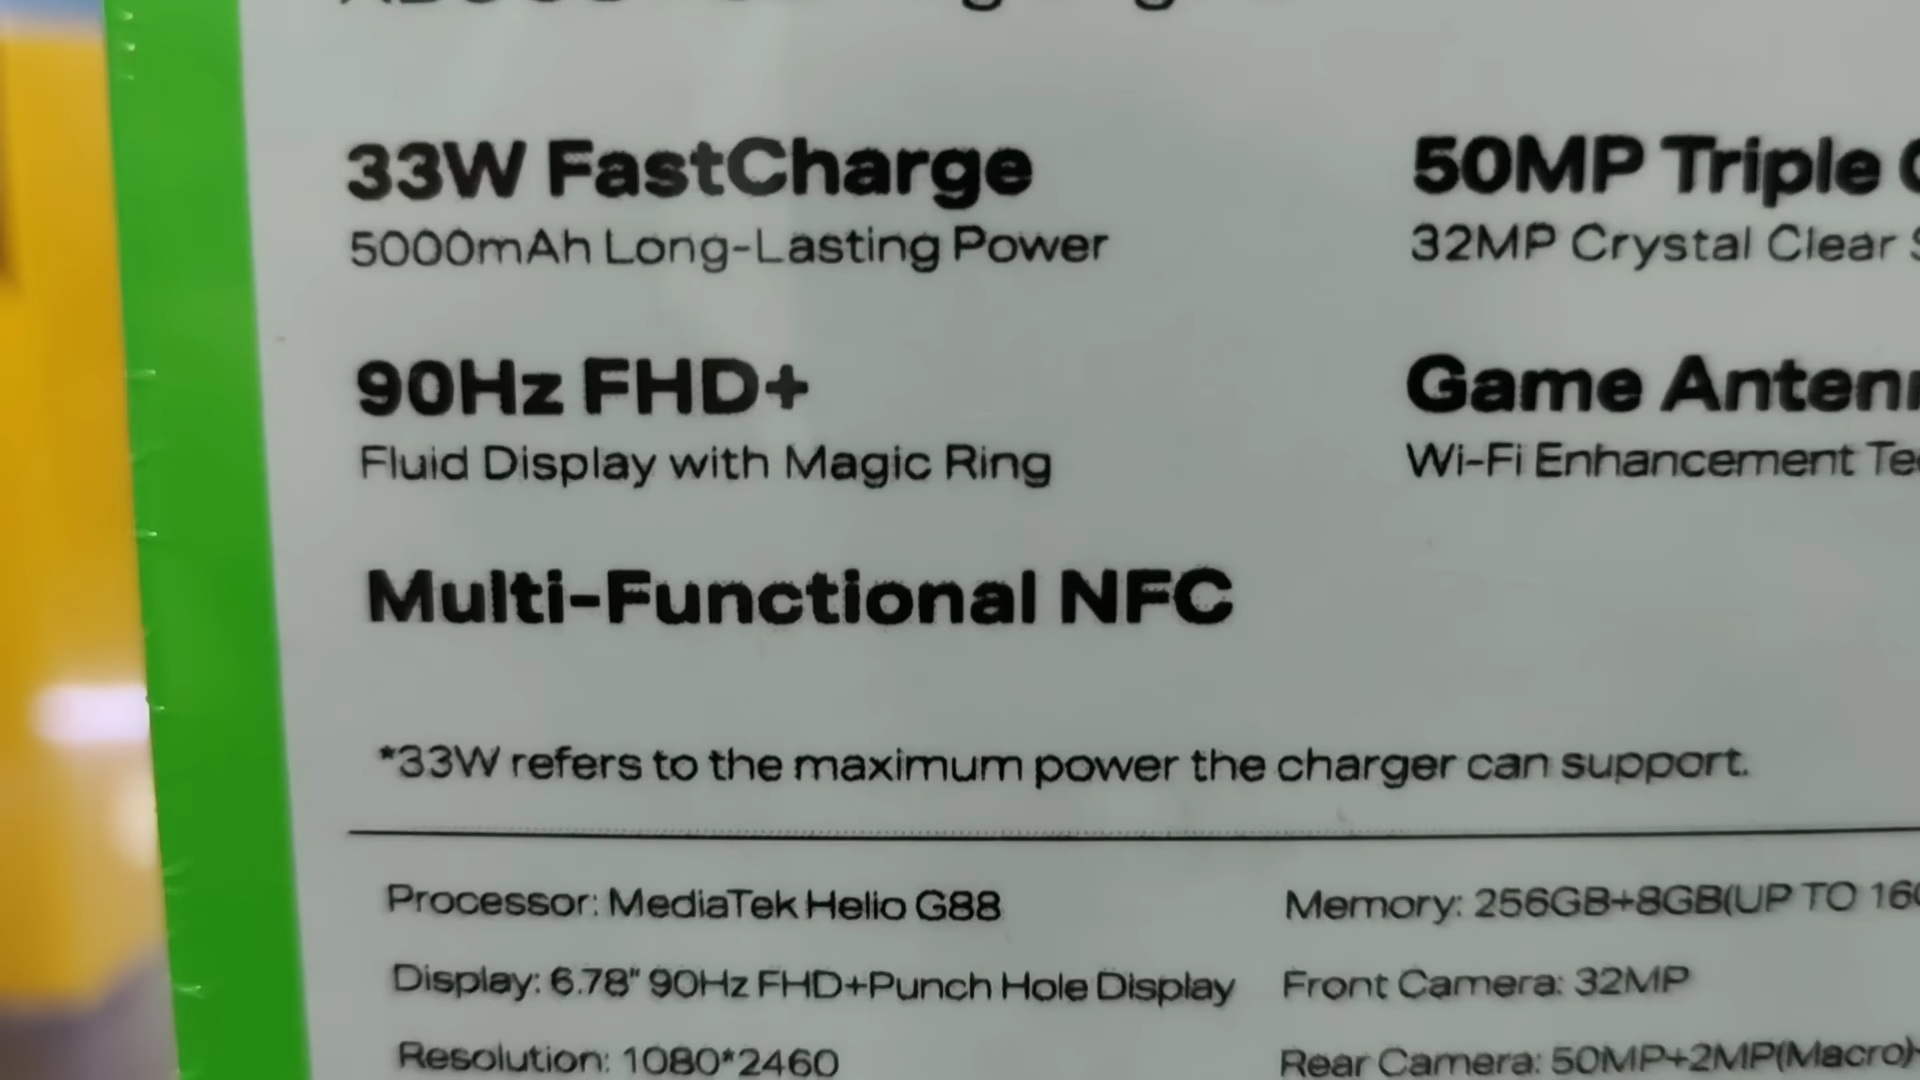 33W FastCharge
5000mAh Long-Lasting Power
50MP Triple
32MP Crystal Clear
90Hz FHD+
Fluid Display with Magic Ring
Game
Wi-Fi Enhancement
Multi-Functional NFC
*33W refers to the maximum power the charger can support.
Processor: MediaTek Helio G88
Memory: 256GB+8GB(UP TO
Display: 6.78" 90Hz FHD+Punch Hole Display
Front Camera: 32MP
Resolution: 1080*2460
Rear Camera: 50MP+2MP(Macro)